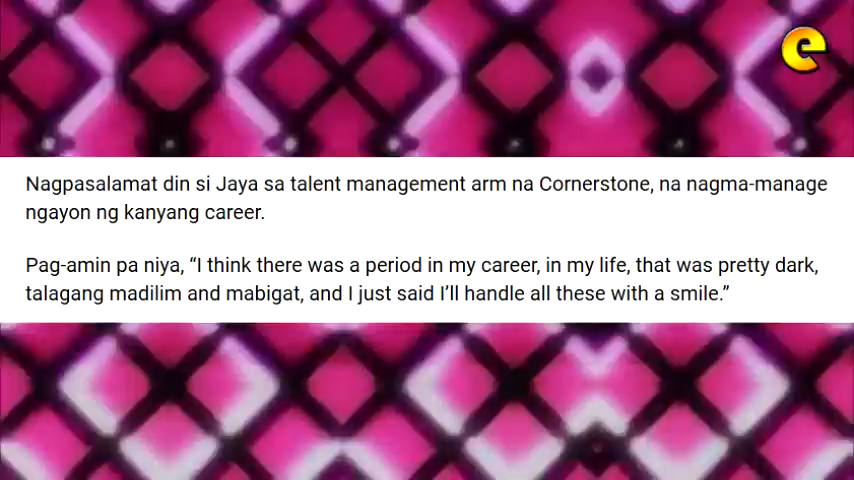 e
Nagpasalamat din si Jaya sa talent management arm na Cornerstone, na nagma-manage
ngayon ng kanyang career.
Pag-amin pa niya, “I think there was a period in my career, in my life, that was pretty dark,
talagang madilim and mabigat, and I just said I’ll handle all these with a smile.”